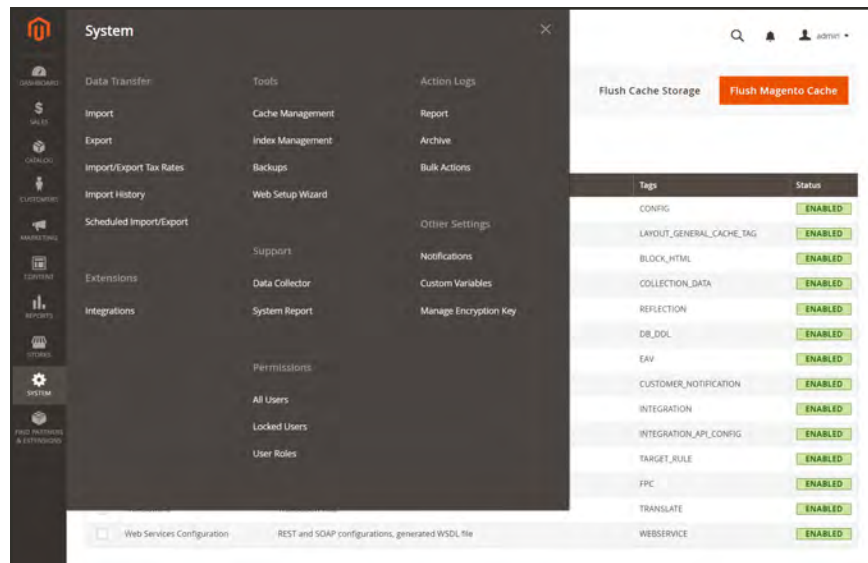 System
admin
DASHBOARD
SALES
CATALOG
CUSTOMERS
MARKETING
CONTENT
REPORTS
STORES
SYSTEM
FIND PARTNERS
& EXTENSIONS
Data Transfer
Import
Export
Import/Export Tax Rates
Import History
Scheduled Import/Export
Extensions
Integrations
Tools
Cache Management
Index Management
Backups
Web Setup Wizard
Support
Data Collector
System Report
Permissions
All Users
Locked Users
User Roles
Action Logs
Report
Archive
Bulk Actions
Other Settings
Notifications
Custom Variables
Manage Encryption Key
Flush Cache Storage
Flush Magento Cache
Tags Status
CONFIG ENABLED
LAYOUT_GENERAL_CACHE_TAG ENABLED
BLOCK_HTML ENABLED
COLLECTION_DATA ENABLED
REFLECTION ENABLED
DB_DDL ENABLED
EAV ENABLED
CUSTOMER_NOTIFICATION ENABLED
INTEGRATION ENABLED
INTEGRATION_API_CONFIG ENABLED
TARGET_RULE ENABLED
FPC ENABLED
TRANSLATE ENABLED
Web Services Configuration REST and SOAP configurations, generated WSDL file WEBSERVICE ENABLED